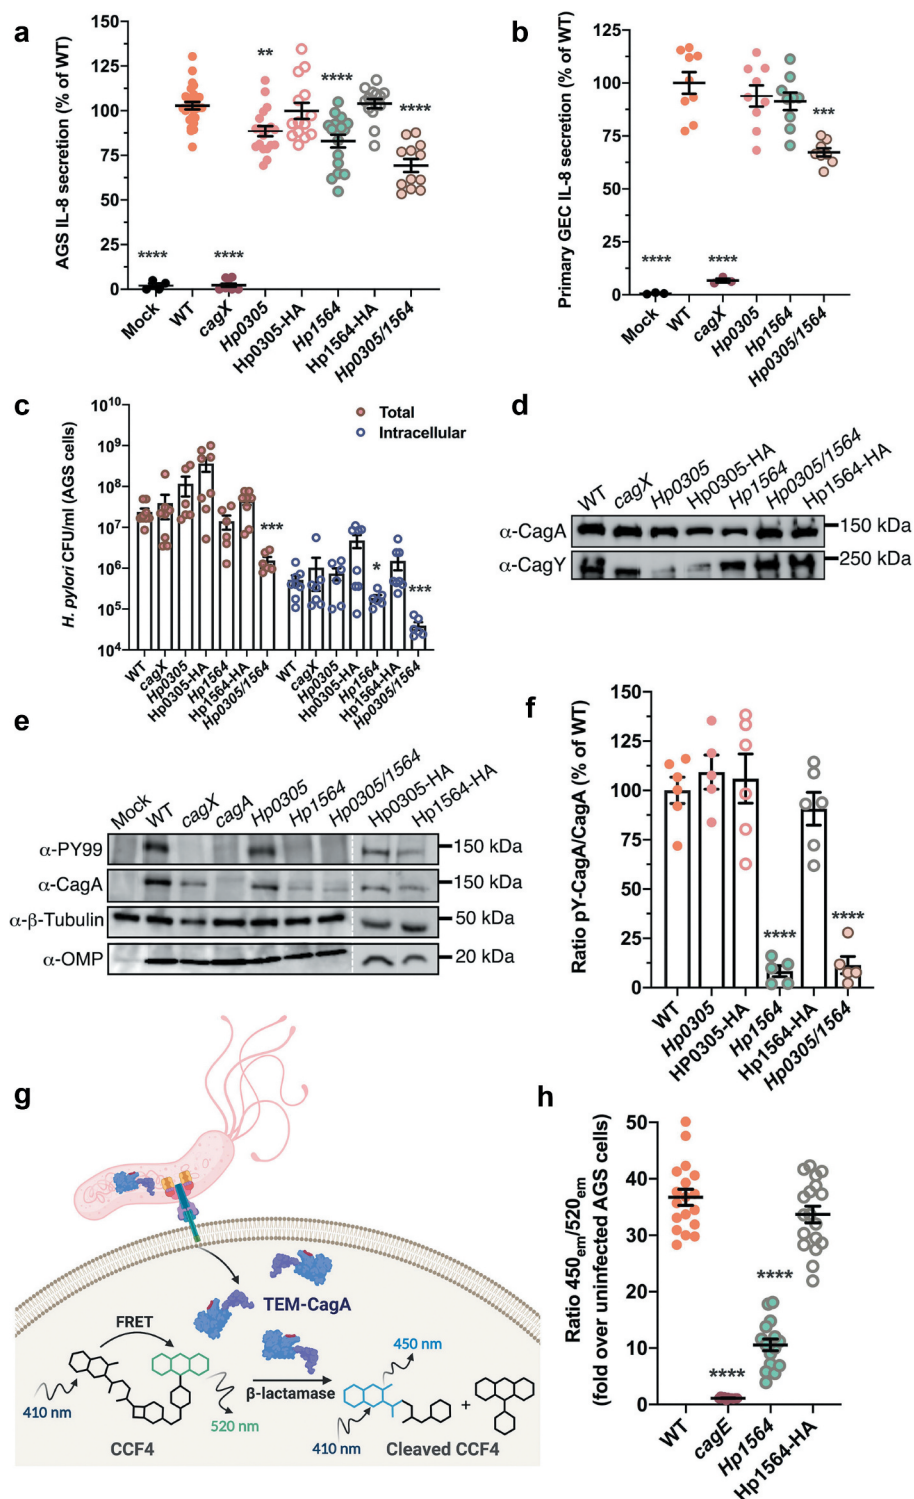 a
AGS IL-8 secretion (% of WT)
150
125
100
75
50
25
0
****
****
**
****
****
Mock
WT
cagX
Hp0305
Hp0305-HA
Hp1564
Hp1564-HA
Hp0305/1564
b
Primary GEC IL-8 secretion (% of WT)
125
100
75
50
25
0
****
****
***
Mock
WT
cagX
Hp0305
Hp1564
Hp0305/1564
c
H. pylori CFU/ml (AGS cells)
10^10
10^9
10^8
10^7
10^6
10^5
10^4
Total
Intracellular
***
*
***
WT
cagX
Hp0305
Hp0305-HA
Hp1564
Hp1564-HA
Hp0305/1564
WT
cagX
Hp0305
Hp0305-HA
Hp1564
Hp1564-HA
Hp0305/1564
d
WT
cagX
Hp0305
Hp0305-HA
Hp1564
Hp0305/1564
Hp1564-HA
α-CagA
150 kDa
α-CagY
250 kDa
e
Mock
WT
cagX
cagA
Hp0305
Hp1564
Hp0305/1564
Hp0305-HA
Hp1564-HA
α-PY99
150 kDa
α-CagA
150 kDa
α-β-Tubulin
50 kDa
α-OMP
20 kDa
f
Ratio pY-CagA/CagA (% of WT)
150
125
100
75
50
25
0
****
****
WT
Hp0305
HP0305-HA
Hp1564
Hp1564-HA
Hp0305/1564
g
TEM-CagA
FRET
450 nm
β-lactamase
410 nm
520 nm
410 nm
+
CCF4
Cleaved CCF4
h
Ratio 450em/520em
(fold over uninfected AGS cells)
50
40
30
20
10
0
****
****
WT
cagE
Hp1564
Hp1564-HA